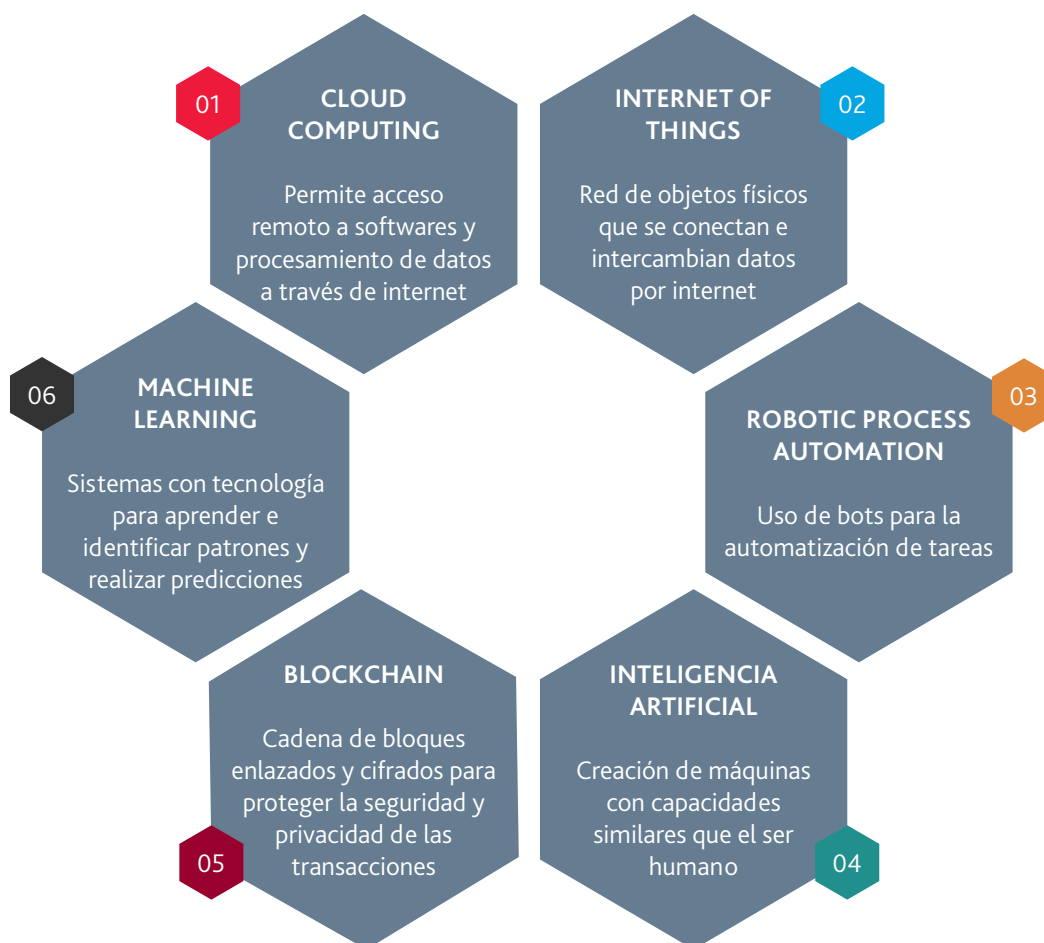 01
CLOUD
COMPUTING
Permite acceso
remoto a softwares y
procesamiento de datos
a través de internet
02
INTERNET OF
THINGS
Red de objetos físicos
que se conectan e
intercambian datos
por internet
03
ROBOTIC PROCESS
AUTOMATION
Uso de bots para la
automatización de tareas
04
INTELIGENCIA
ARTIFICIAL
Creación de máquinas
con capacidades
similares que el ser
humano
05
BLOCKCHAIN
Cadena de bloques
enlazados y cifrados para
proteger la seguridad y
privacidad de las
transacciones
06
MACHINE
LEARNING
Sistemas con tecnología
para aprender e
identificar patrones y
realizar predicciones